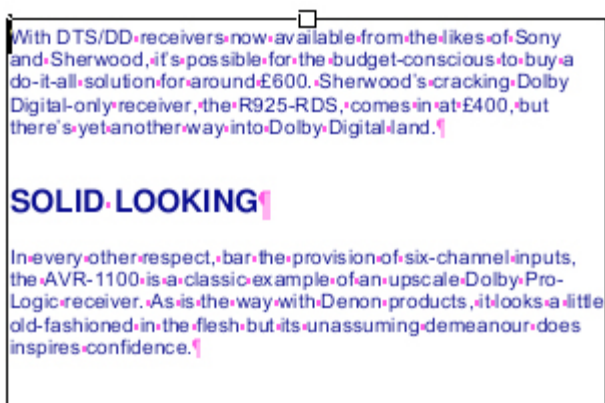 With DTS/DD receivers now available from the likes of Sony
and Sherwood, it's possible for the budget-conscious to buy a
do-it-all solution for around £600. Sherwood's cracking Dolby
Digital-only receiver, the R925-RDS, comes in at £400, but
there's yet another way into Dolby Digital land.¶
SOLID LOOKING¶
In every other respect, bar the provision of six-channel inputs,
the AVR-1100 is a classic example of an upscale Dolby Pro-
Logic receiver. As is the way with Denon products, it looks a little
old-fashioned in the flesh but its unassuming demeanour does
inspires confidence.¶